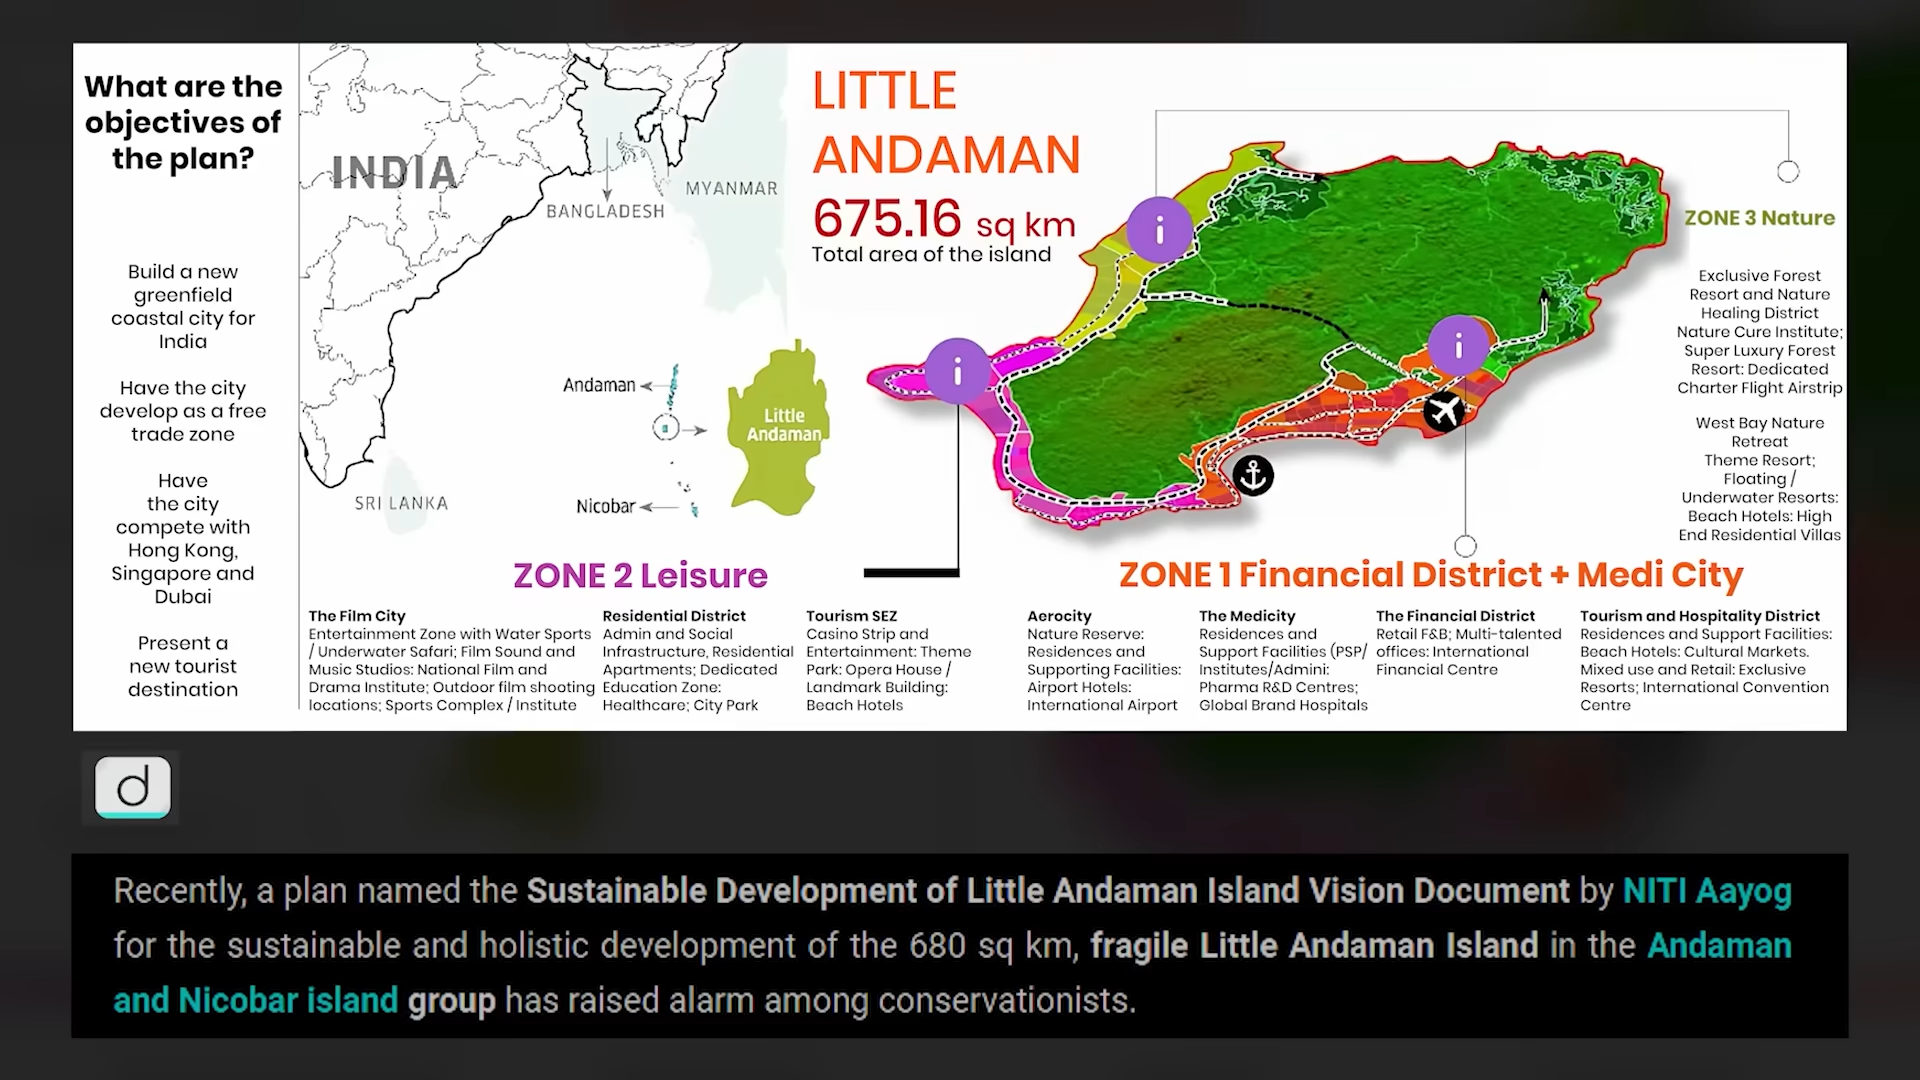 What are the
objectives of
the plan?
Build a new
greenfield
coastal city for
India
Have the city
develop as a free
trade zone
Have
the city
compete with
Hong Kong,
Singapore and
Dubai
Present a
new tourist
destination
INDIA
BANGLADESH
MYANMAR
SRI LANKA
Andaman
Nicobar
Little
Andaman
LITTLE
ANDAMAN
675.16 sq km
Total area of the island
i
i
i
ZONE 3 Nature
Exclusive Forest
Resort and Nature
Healing District
Nature Cure Institute;
Super Luxury Forest
Resort: Dedicated
Charter Flight Airstrip
West Bay Nature
Retreat
Theme Resort;
Floating /
Underwater Resorts:
Beach Hotels: High
End Residential Villas
ZONE 2 Leisure
The Film City
Entertainment Zone with Water Sports
/ Underwater Safari; Film Sound and
Music Studios: National Film and
Drama Institute; Outdoor film shooting
locations; Sports Complex / Institute
Residential District
Admin and Social
Infrastructure, Residential
Apartments; Dedicated
Education Zone:
Healthcare; City Park
Tourism SEZ
Casino Strip and
Entertainment: Theme
Park: Opera House /
Landmark Building:
Beach Hotels
ZONE 1 Financial District + Medi City
Aerocity
Nature Reserve:
Residences and
Supporting Facilities:
Airport Hotels:
International Airport
The Medicity
Residences and
Support Facilities (PSP/
Institutes/Admini:
Pharma R&D Centres;
Global Brand Hospitals
The Financial District
Retail F&B; Multi-talented
offices: International
Financial Centre
Tourism and Hospitality District
Residences and Support Facilities:
Beach Hotels: Cultural Markets.
Mixed use and Retail: Exclusive
Resorts; International Convention
Centre
d
Recently, a plan named the Sustainable Development of Little Andaman Island Vision Document by NITI Aayog
for the sustainable and holistic development of the 680 sq km, fragile Little Andaman Island in the Andaman
and Nicobar island group has raised alarm among conservationists.